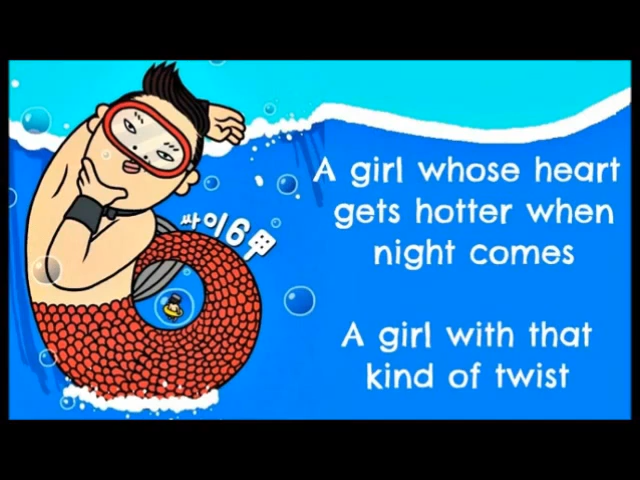 싸이6甲
A girl whose heart
gets hotter when
night comes
A girl with that
kind of twist